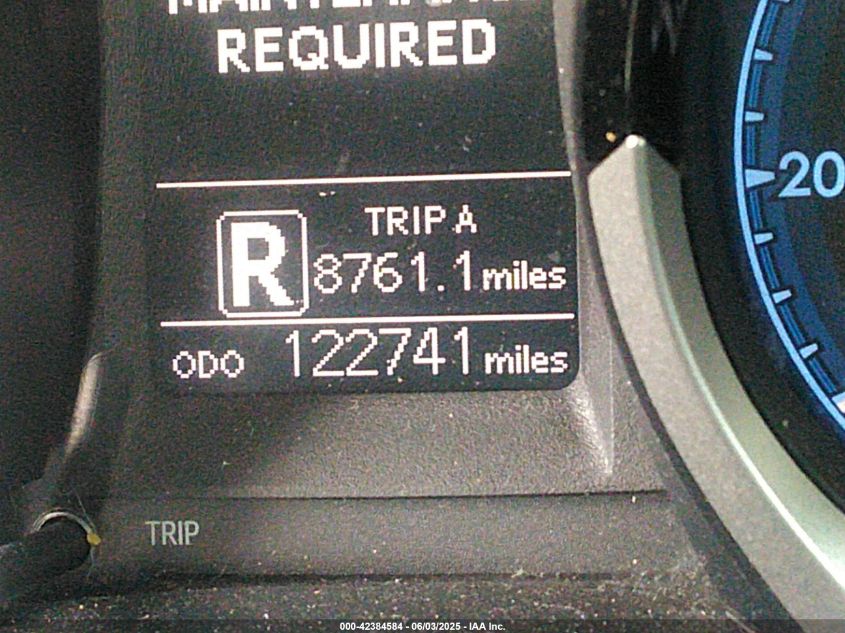 REQUIRED
TRIP A
R
8761.1 miles
ODO 122741 miles
20
TRIP
000-42384584 - 06/03/2025 - IAA Inc.